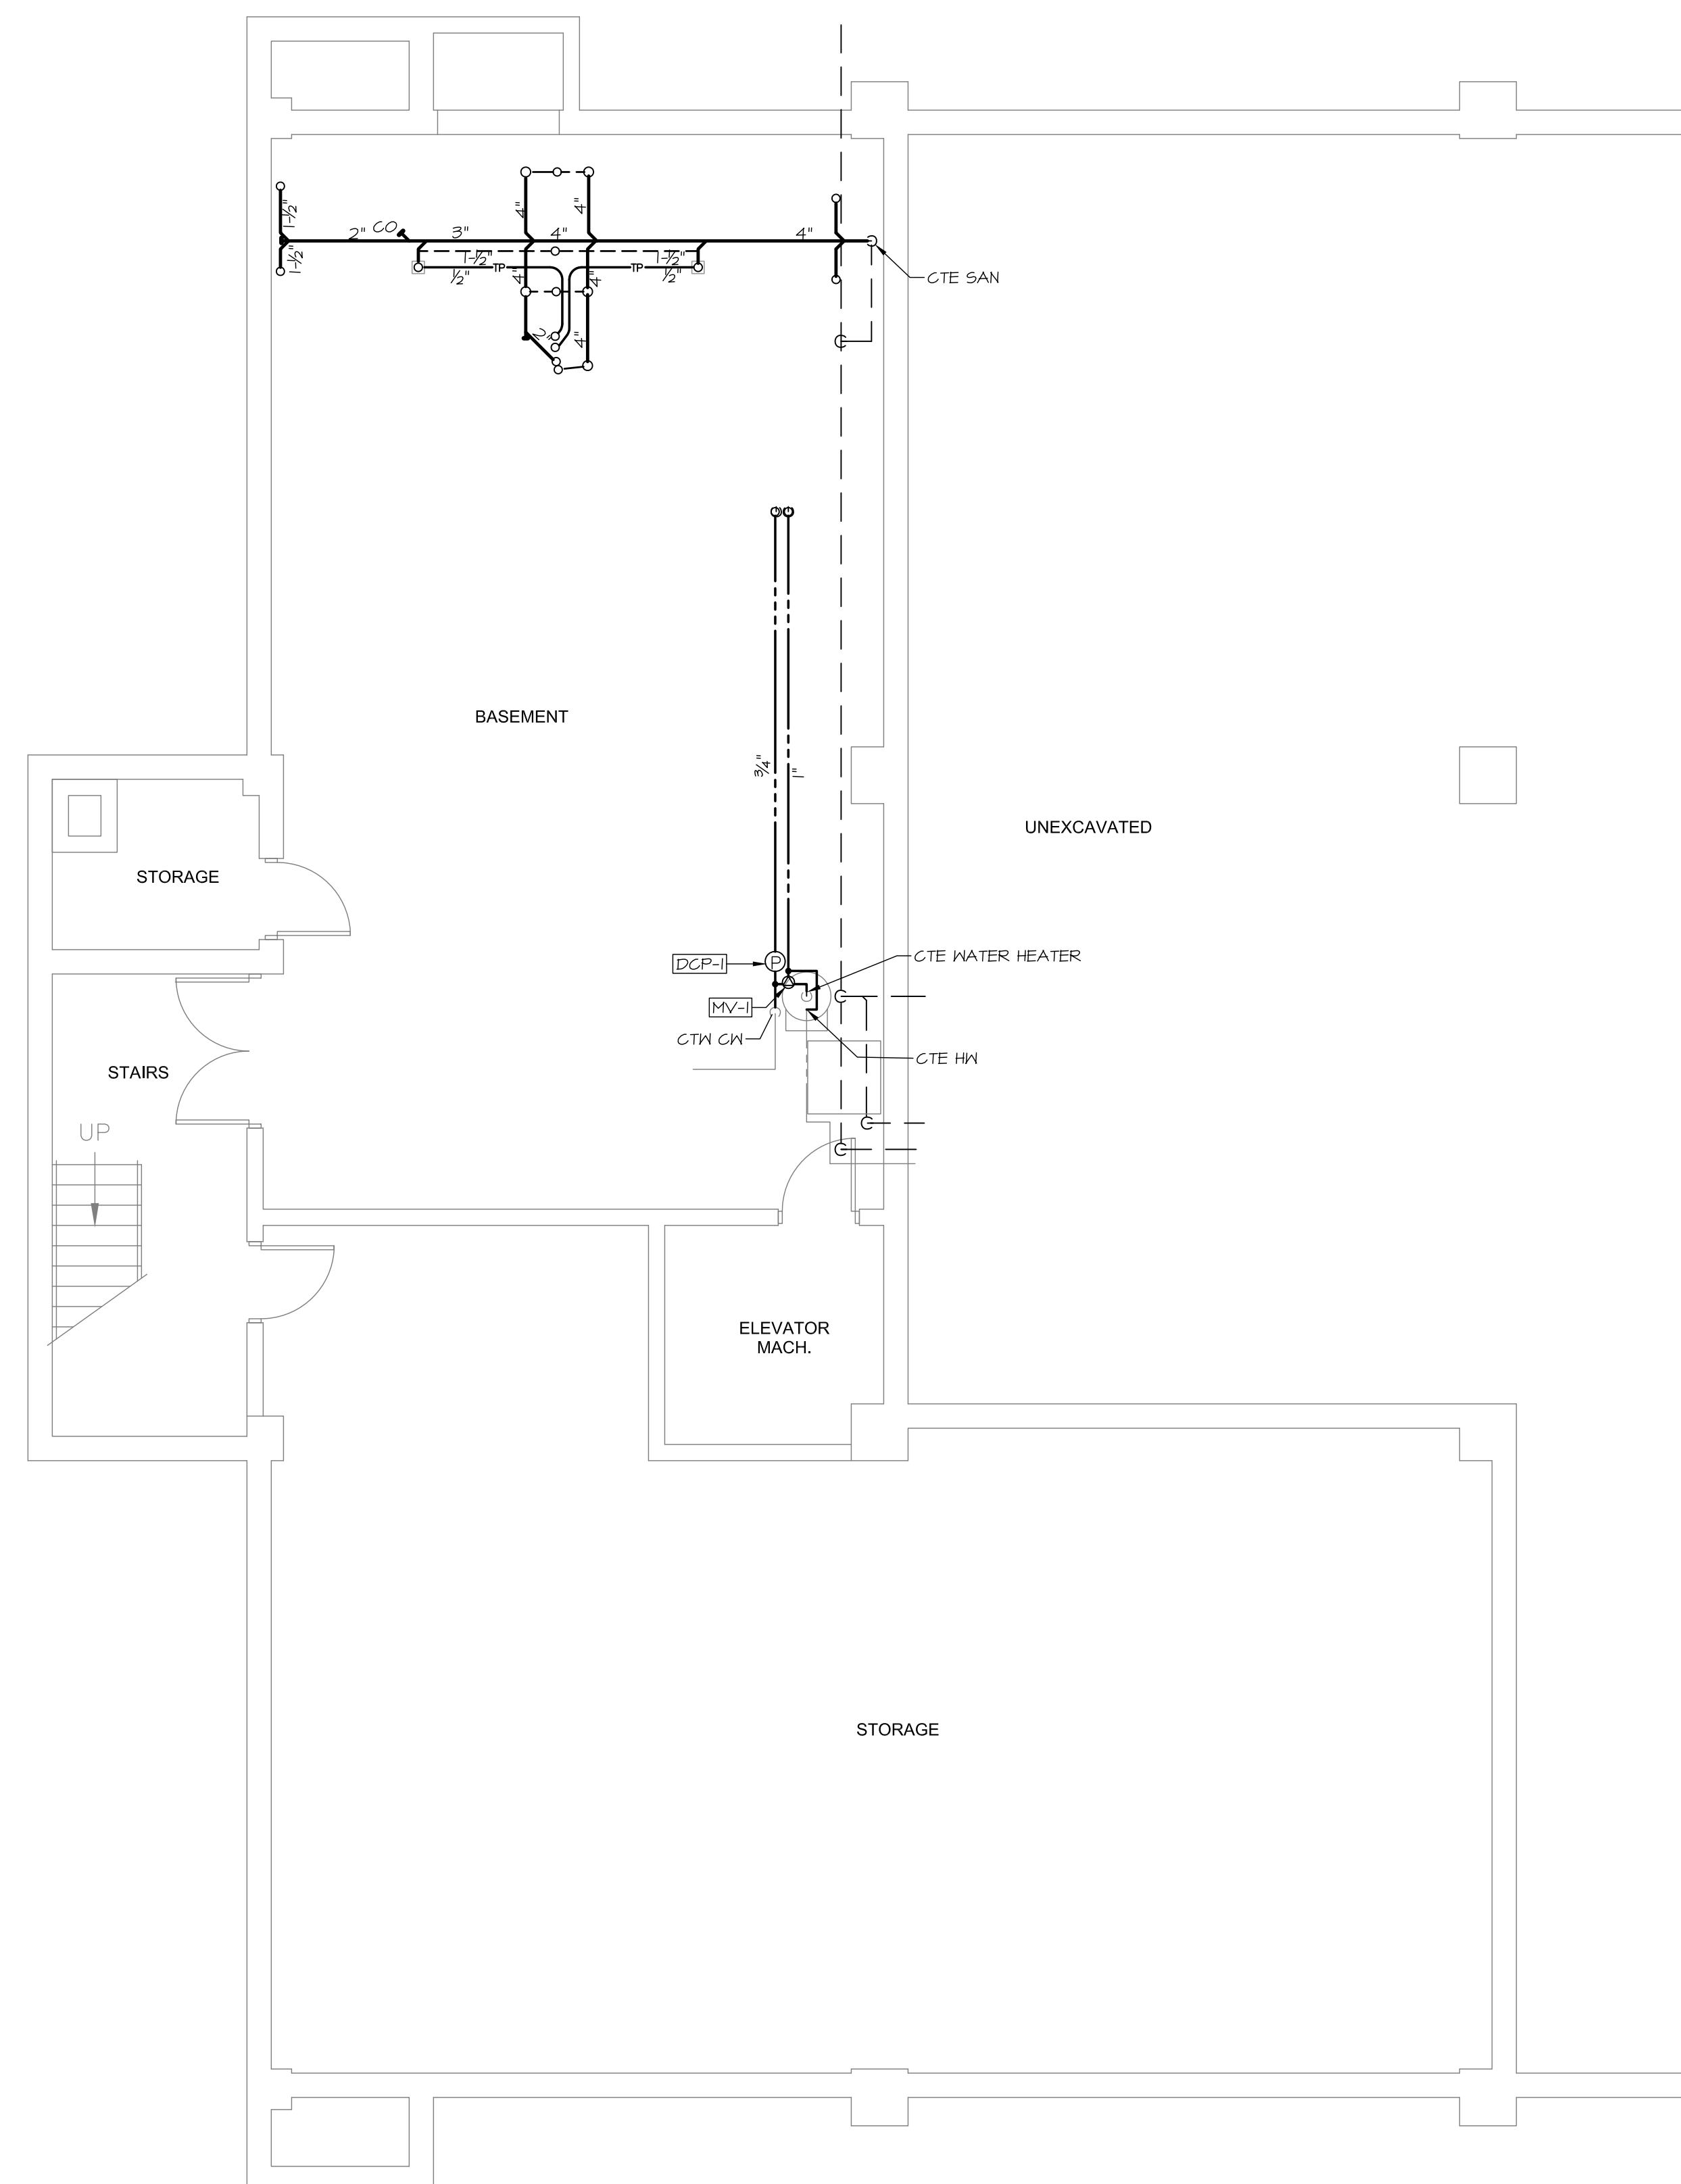 1-1/2"
4"
4"
2"
CO
3"
4"
4"
1-1/2"
1-1/2"
1-1/2"
TP
TP
1/2"
4"
4"
1/2"
CTE SAN
2"
4"
BASEMENT
3/4"
1"
UNEXCAVATED
STORAGE
DCP-1
P
CTE WATER HEATER
MV-1
CTW CW
CTE HW
STAIRS
UP
ELEVATOR
MACH.
STORAGE